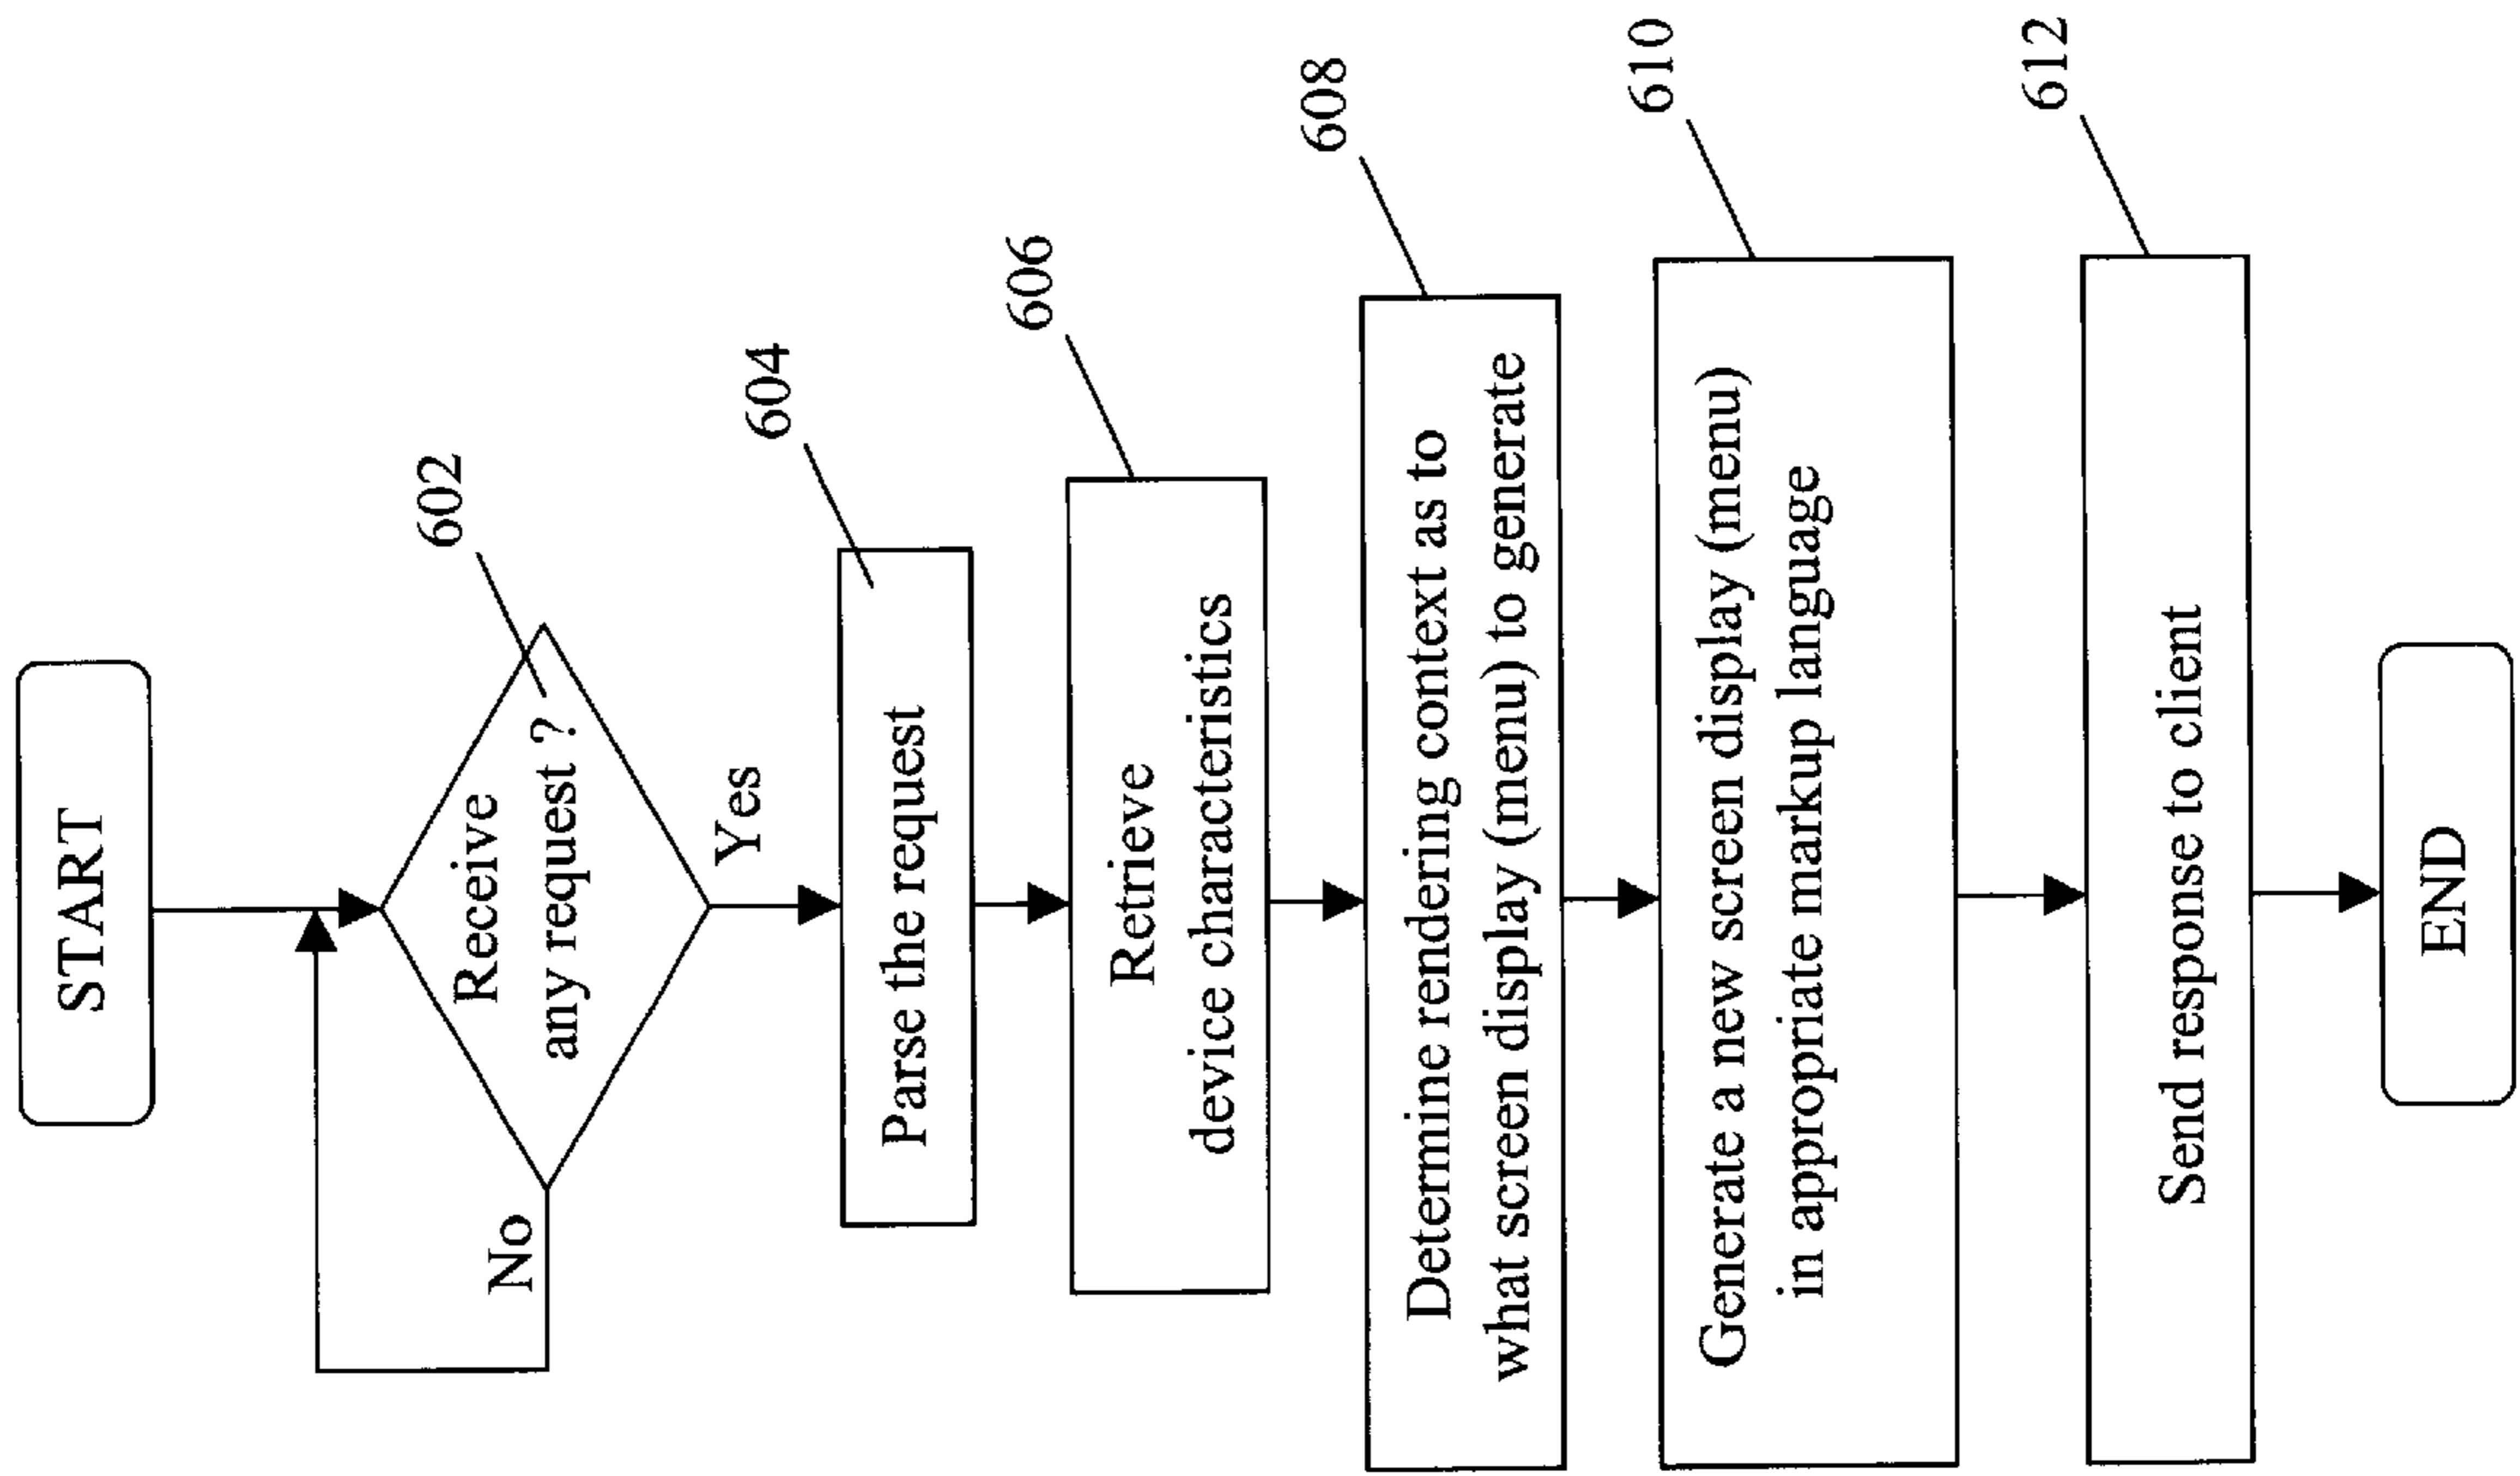 START
602
Receive
any request ?
No
Yes
604
Parse the request
606
Retrieve
device characteristics
608
Determine rendering context as to
what screen display (menu) to generate
610
Generate a new screen display (menu)
in appropriate markup language
612
Send response to client
END